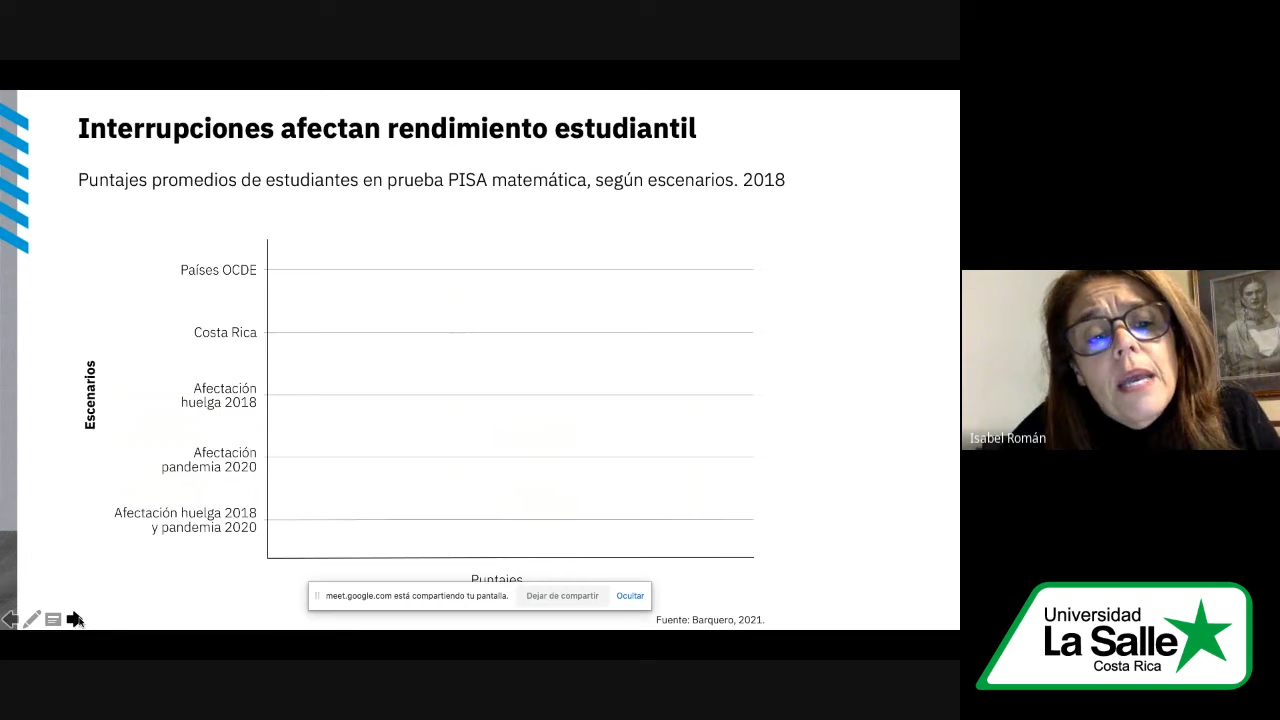 Interrupciones afectan rendimiento estudiantil
Puntajes promedios de estudiantes en prueba PISA matemática, según escenarios. 2018
Escenarios
Países OCDE
Costa Rica
Afectación
huelga 2018
Afectación
pandemia 2020
Afectación huelga 2018
y pandemia 2020
Puntajes
meet.google.com está compartiendo tu pantalla.
Dejar de compartir
Ocultar
Fuente: Barquero, 2021.
Isabel Román
Universidad
La Salle
Costa Rica